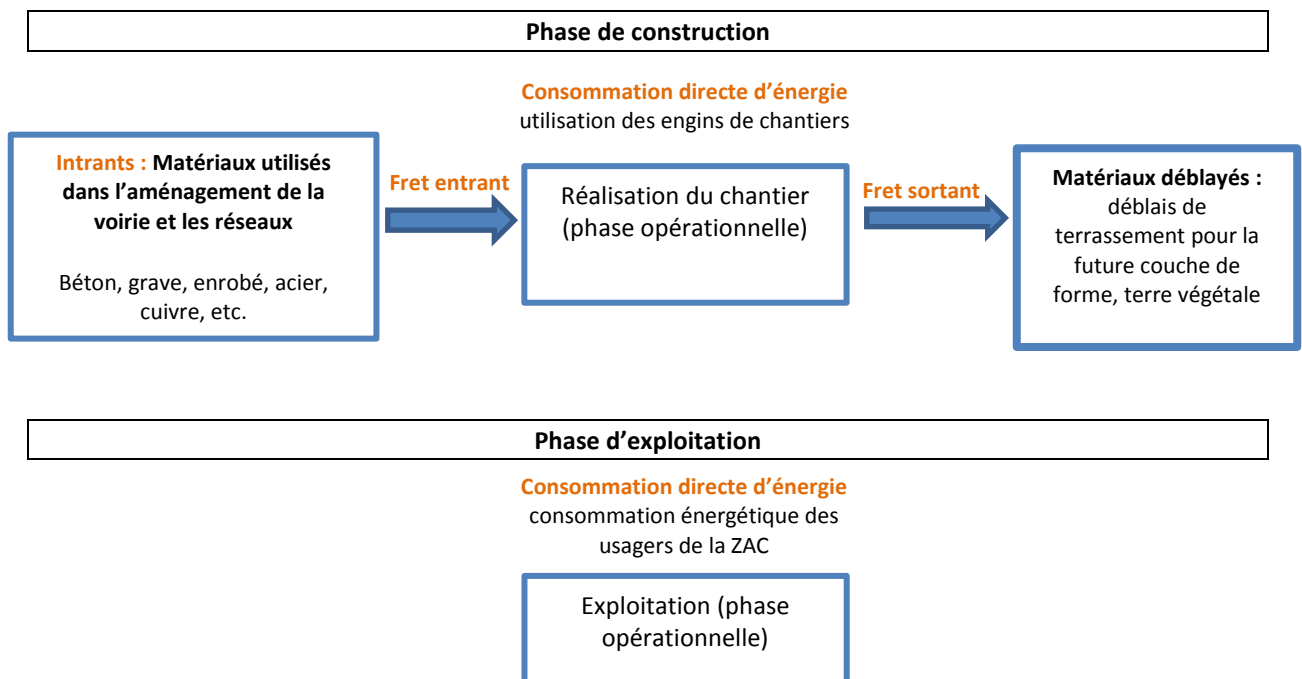 Phase de construction
Consommation directe d’énergie
utilisation des engins de chantiers
Intrants : Matériaux utilisés
dans l’aménagement de la
voirie et les réseaux
Béton, grave, enrobé, acier,
cuivre, etc.
Fret entrant
Réalisation du chantier
(phase opérationnelle)
Fret sortant
Matériaux déblayés :
déblais de
terrassement pour la
future couche de
forme, terre végétale
Phase d’exploitation
Consommation directe d’énergie
consommation énergétique des
usagers de la ZAC
Exploitation (phase
opérationnelle)